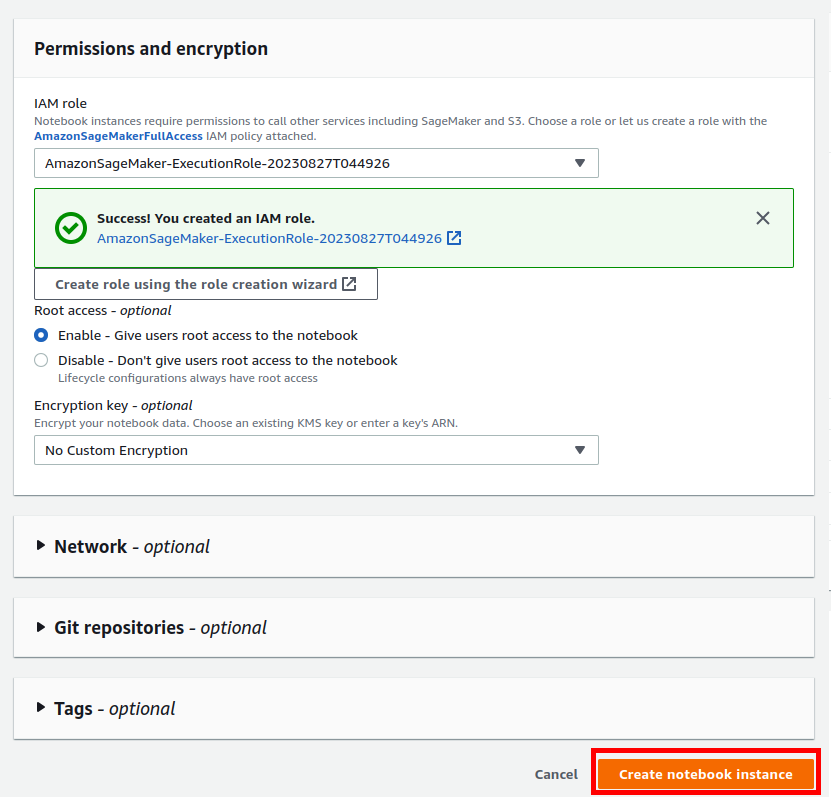 Permissions and encryption
IAM role
Notebook instances require permissions to call other services including SageMaker and S3. Choose a role or let us create a role with the
AmazonSageMakerFullAccess IAM policy attached.
AmazonSageMaker-ExecutionRole-20230827T044926
Success! You created an IAM role.
AmazonSageMaker-ExecutionRole-20230827T044926
Create role using the role creation wizard
Root access - optional
Enable - Give users root access to the notebook
Disable - Don't give users root access to the notebook
Lifecycle configurations always have root access
Encryption key - optional
Encrypt your notebook data. Choose an existing KMS key or enter a key's ARN.
No Custom Encryption
Network - optional
Git repositories - optional
Tags - optional
Cancel
Create notebook instance